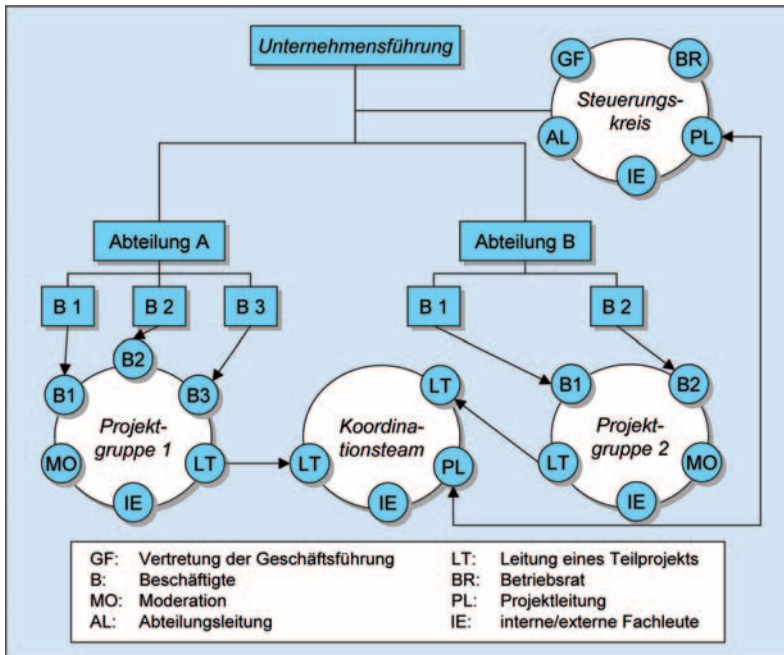 Unternehmensführung
GF
BR
Steuerungs-
kreis
AL
PL
IE
Abteilung A
Abteilung B
B 1
B 2
B 3
B 1
B 2
B2
B1
B3
Projekt-
gruppe 1
MO
LT
IE
LT
Koordina-
tionsteam
LT
PL
IE
B1
B2
Projekt-
gruppe 2
LT
MO
IE
GF: Vertretung der Geschäftsführung
B: Beschäftigte
MO: Moderation
AL: Abteilungsleitung
LT: Leitung eines Teilprojekts
BR: Betriebsrat
PL: Projektleitung
IE: interne/externe Fachleute